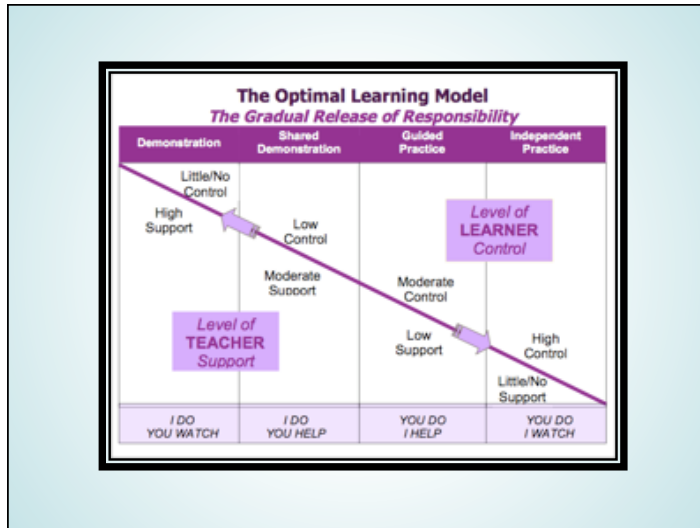 The Optimal Learning Model
The Gradual Release of Responsibility
Demonstration
Shared
Demonstration
Guided
Practice
Independent
Practice
Little/No
Control
High
Support
Low
Control
Moderate
Support
Moderate
Control
Low
Support
High
Control
Little/No
Support
Level of
LEARNER
Control
Level of
TEACHER
Support
I DO
YOU WATCH
I DO
YOU HELP
YOU DO
I HELP
YOU DO
I WATCH